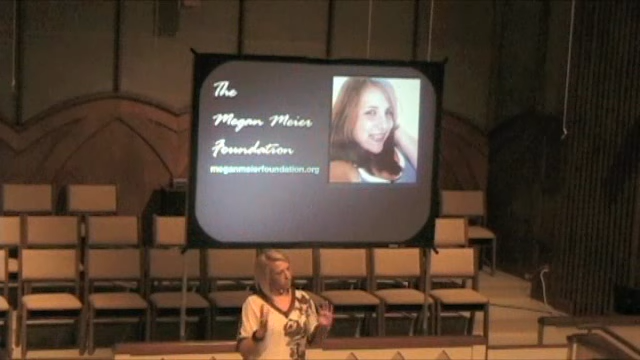 The
Megan Meier
Foundation
meganmeierfoundation.org